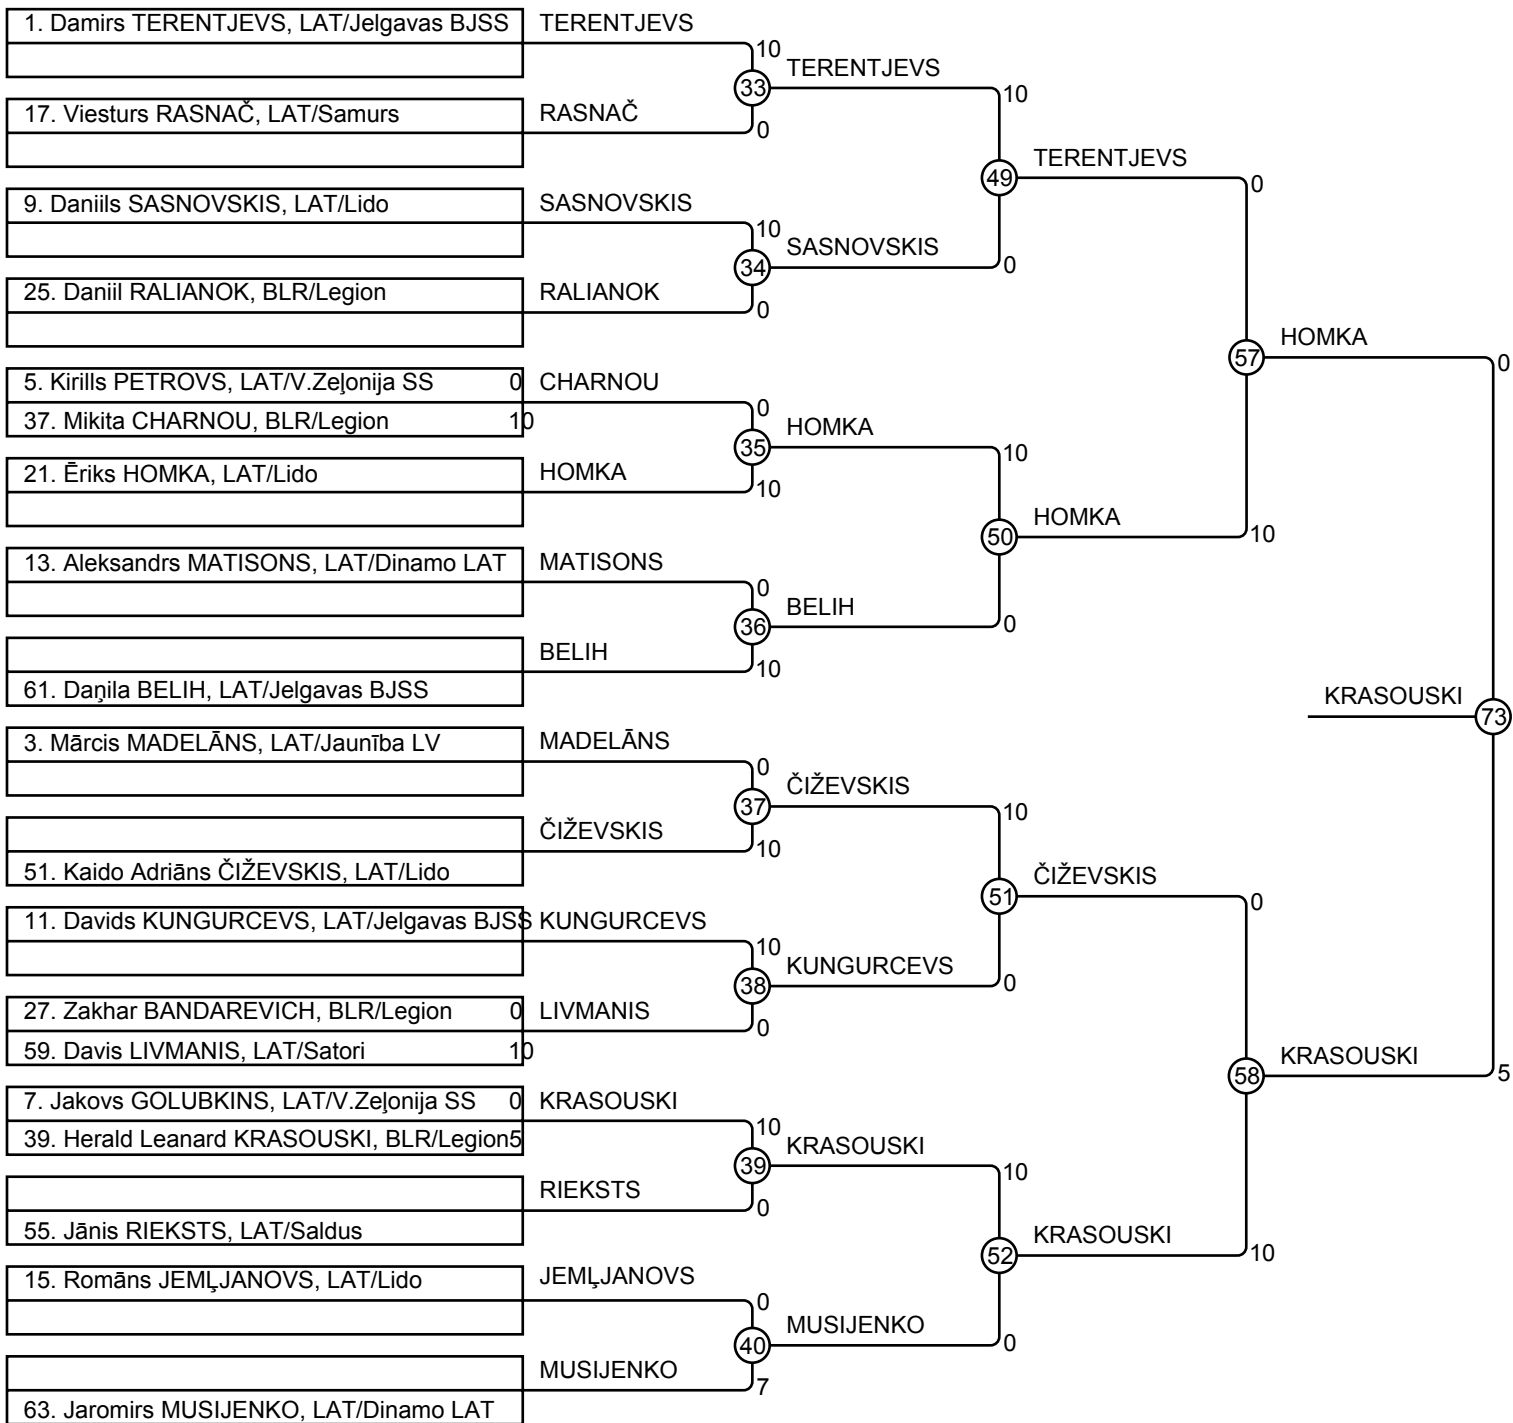 1. Damirs TERENTJEVS, LAT/Jelgavas BJSS
TERENTJEVS
10
33
TERENTJEVS
17. Viesturs RASNAČ, LAT/Samurs
RASNAČ
0
10
49
TERENTJEVS
9. Daniils SASNOVSKIS, LAT/Lido
SASNOVSKIS
10
34
SASNOVSKIS
0
25. Daniil RALIANOK, BLR/Legion
RALIANOK
0
0
57
HOMKA
5. Kirills PETROVS, LAT/V.Zeļonija SS 0
CHARNOU
37. Mikita CHARNOU, BLR/Legion 10
0
35
HOMKA
21. Ēriks HOMKA, LAT/Lido
HOMKA
10
10
50
HOMKA
10
13. Aleksandrs MATISONS, LAT/Dinamo LAT
MATISONS
0
36
BELIH
0
BELIH
10
61. Daņila BELIH, LAT/Jelgavas BJSS
0
KRASOUSKI
73
3. Mārcis MADELĀNS, LAT/Jaunība LV
MADELĀNS
0
37
ČIŽEVSKIS
ČIŽEVSKIS
10
51. Kaido Adriāns ČIŽEVSKIS, LAT/Lido
10
51
ČIŽEVSKIS
11. Davids KUNGURCEVS, LAT/Jelgavas BJSS
KUNGURCEVS
10
38
KUNGURCEVS
0
27. Zakhar BANDAREVICH, BLR/Legion 0
LIVMANIS
59. Davis LIVMANIS, LAT/Satori 10
0
0
58
KRASOUSKI
5
7. Jakovs GOLUBKINS, LAT/V.Zeļonija SS 0
KRASOUSKI
39. Herald Leanard KRASOUSKI, BLR/Legion 5
10
39
KRASOUSKI
RIEKSTS
0
55. Jānis RIEKSTS, LAT/Saldus
10
52
KRASOUSKI
10
15. Romāns JEMĻJANOVS, LAT/Lido
JEMĻJANOVS
0
40
MUSIJENKO
0
MUSIJENKO
7
63. Jaromirs MUSIJENKO, LAT/Dinamo LAT